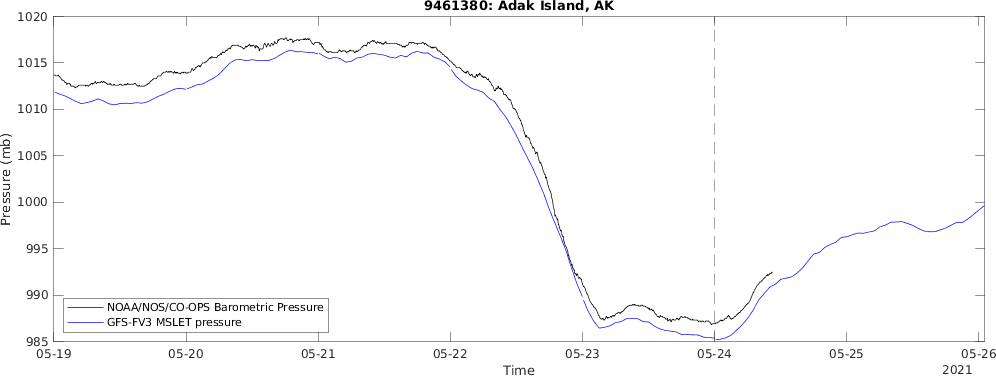 9461380: Adak Island, AK
1020
1015
1010
1005
1000
995
990
985
Pressure (mb)
NOAA/NOS/CO-OPS Barometric Pressure
GFS-FV3 MSLET pressure
05-19 05-20 05-21 05-22 05-23 05-24 05-25 05-26
Time
2021